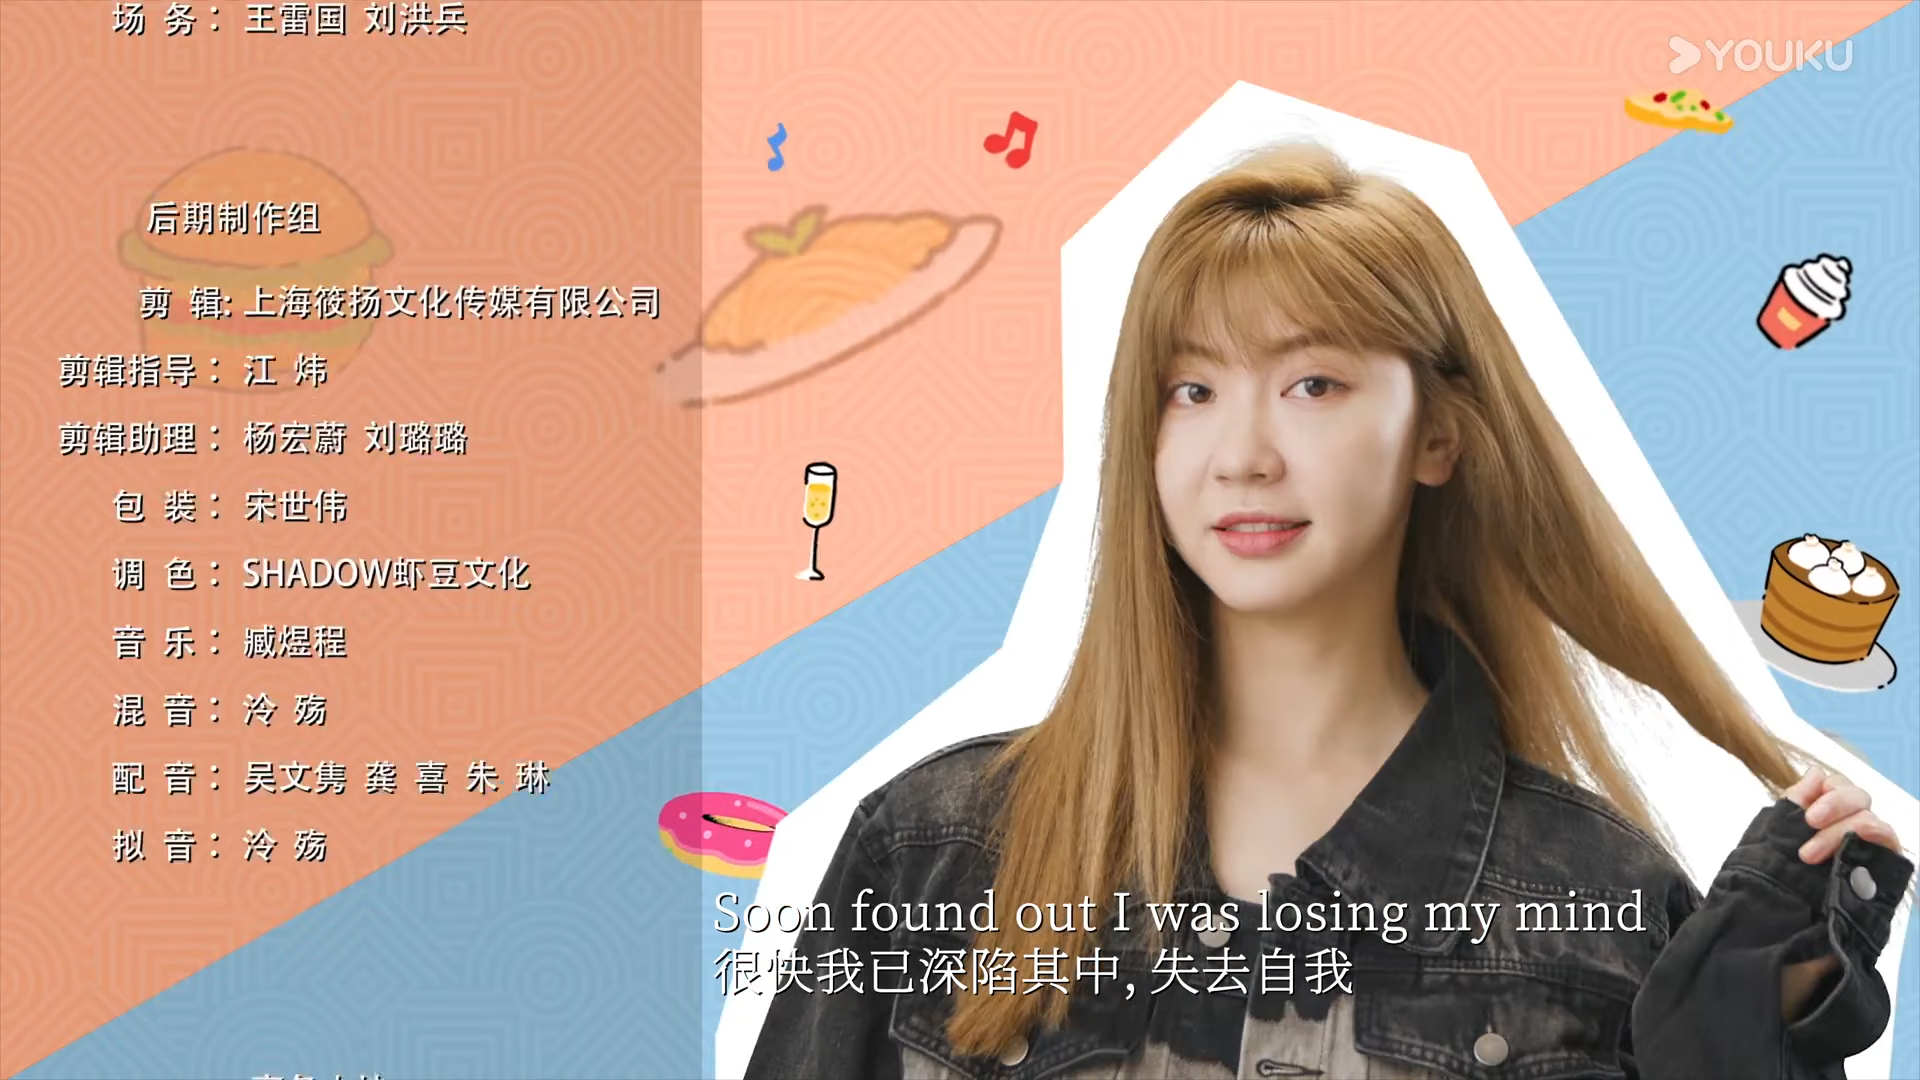 场 务： 王雷国 刘洪兵
YOUKU
后期制作组
剪 辑: 上海筱扬文化传媒有限公司
剪辑指导： 江 炜
剪辑助理： 杨宏蔚 刘璐璐
包 装： 宋世伟
调 色： SHADOW虾豆文化
音 乐： 臧煜程
混 音： 泠 殇
配 音： 吴文隽 龚 喜 朱 琳
拟 音： 泠 殇
Soon found out I was losing my mind
很快我已深陷其中, 失去自我